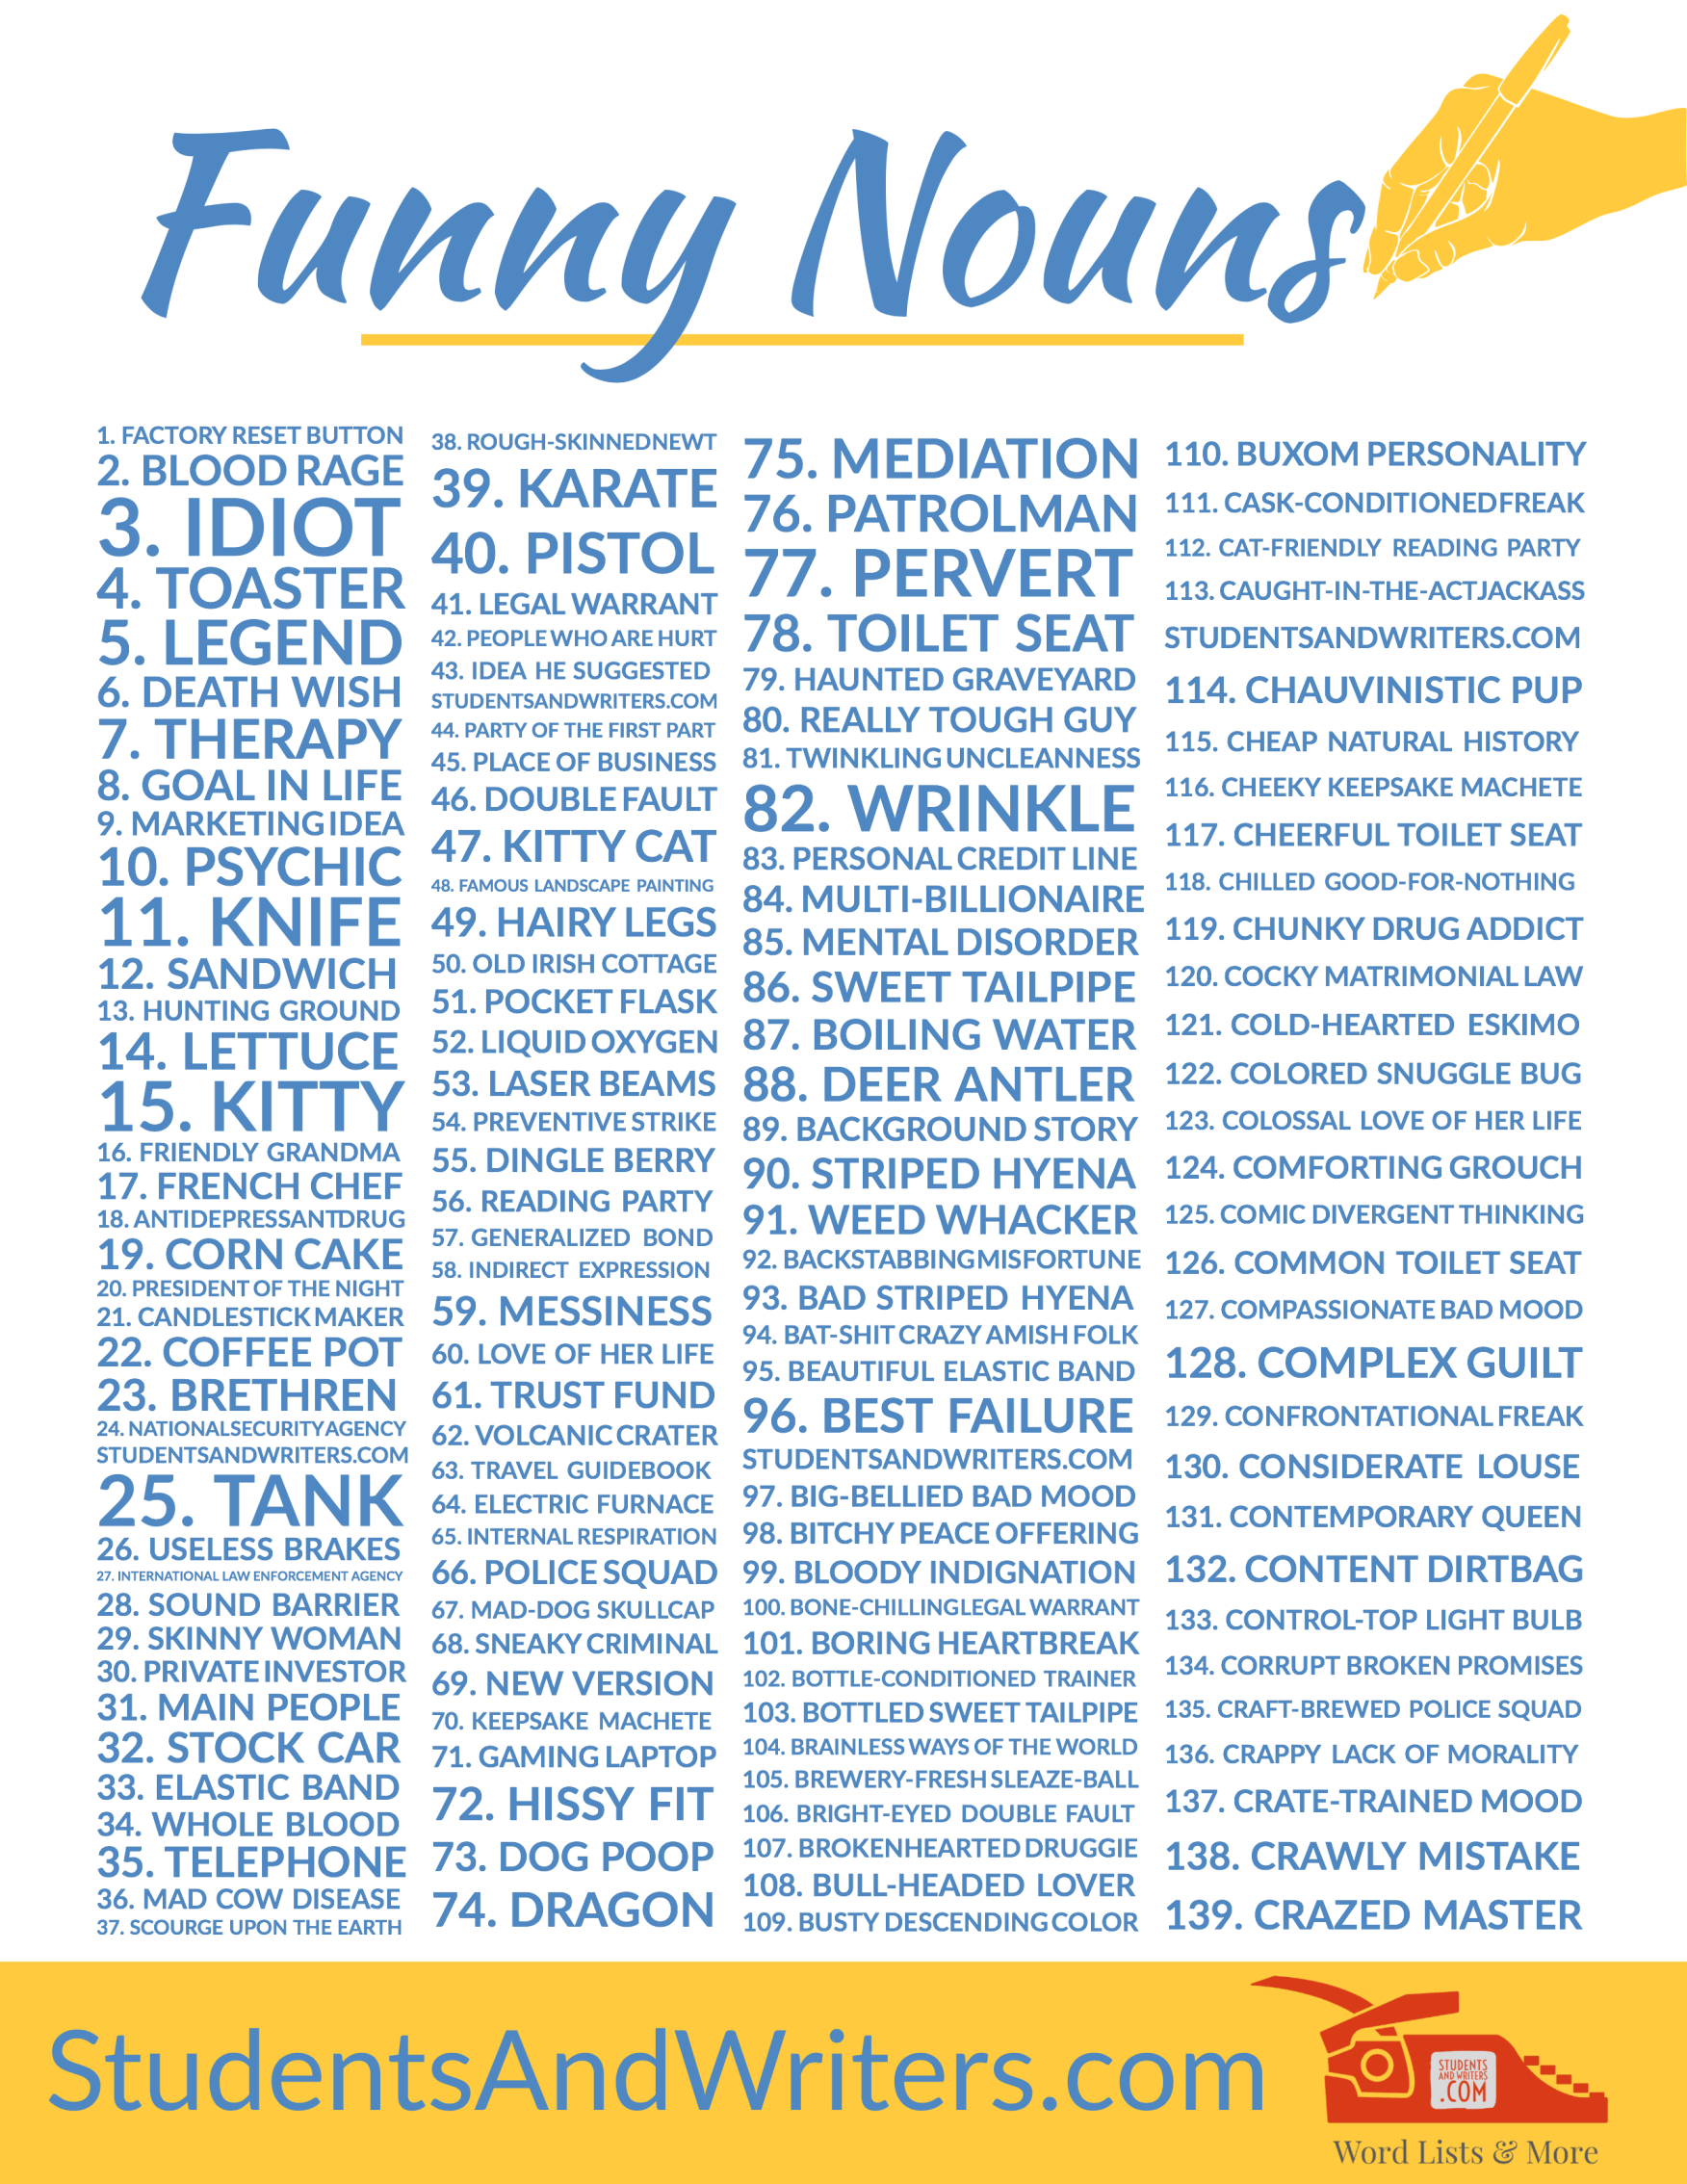 Funny Nouns
1. FACTORY RESET BUTTON
2. BLOOD RAGE
3. IDIOT
4. TOASTER
5. LEGEND
6. DEATH WISH
7. THERAPY
8. GOAL IN LIFE
9. MARKETING IDEA
10. PSYCHIC
11. KNIFE
12. SANDWICH
13. HUNTING GROUND
14. LETTUCE
15. KITTY
16. FRIENDLY GRANDMA
17. FRENCH CHEF
18. ANTIDEPRESSANT DRUG
19. CORN CAKE
20. PRESIDENT OF THE NIGHT
21. CANDLESTICK MAKER
22. COFFEE POT
23. BRETHREN
24. NATIONAL SECURITY AGENCY
STUDENTSANDWRITERS.COM
25. TANK
26. USELESS BRAKES
27. INTERNATIONAL LAW ENFORCEMENT AGENCY
28. SOUND BARRIER
29. SKINNY WOMAN
30. PRIVATE INVESTOR
31. MAIN PEOPLE
32. STOCK CAR
33. ELASTIC BAND
34. WHOLE BLOOD
35. TELEPHONE
36. MAD COW DISEASE
37. SCOURGE UPON THE EARTH
38. ROUGH-SKINNED NEWT
39. KARATE
40. PISTOL
41. LEGAL WARRANT
42. PEOPLE WHO ARE HURT
43. IDEA HE SUGGESTED
STUDENTSANDWRITERS.COM
44. PARTY OF THE FIRST PART
45. PLACE OF BUSINESS
46. DOUBLE FAULT
47. KITTY CAT
48. FAMOUS LANDSCAPE PAINTING
49. HAIRY LEGS
50. OLD IRISH COTTAGE
51. POCKET FLASK
52. LIQUID OXYGEN
53. LASER BEAMS
54. PREVENTIVE STRIKE
55. DINGLE BERRY
56. READING PARTY
57. GENERALIZED BOND
58. INDIRECT EXPRESSION
59. MESSINESS
60. LOVE OF HER LIFE
61. TRUST FUND
62. VOLCANIC CRATER
63. TRAVEL GUIDEBOOK
64. ELECTRIC FURNACE
65. INTERNAL RESPIRATION
66. POLICE SQUAD
67. MAD-DOG SKULLCAP
68. SNEAKY CRIMINAL
69. NEW VERSION
70. KEEPSAKE MACHETE
71. GAMING LAPTOP
72. HISSY FIT
73. DOG POOP
74. DRAGON
75. MEDIATION
76. PATROLMAN
77. PERVERT
78. TOILET SEAT
79. HAUNTED GRAVEYARD
80. REALLY TOUGH GUY
81. TWINKLING UNCLEANNESS
82. WRINKLE
83. PERSONAL CREDIT LINE
84. MULTI-BILLIONAIRE
85. MENTAL DISORDER
86. SWEET TAILPIPE
87. BOILING WATER
88. DEER ANTLER
89. BACKGROUND STORY
90. STRIPED HYENA
91. WEED WHACKER
92. BACKSTABBING MISFORTUNE
93. BAD STRIPED HYENA
94. BAT-SHIT CRAZY AMISH FOLK
95. BEAUTIFUL ELASTIC BAND
96. BEST FAILURE
STUDENTSANDWRITERS.COM
97. BIG-BELLIED BAD MOOD
98. BITCHY PEACE OFFERING
99. BLOODY INDIGNATION
100. BONE-CHILLING LEGAL WARRANT
101. BORING HEARTBREAK
102. BOTTLE-CONDITIONED TRAINER
103. BOTTLED SWEET TAILPIPE
104. BRAINLESS WAYS OF THE WORLD
105. BREWERY-FRESH SLEAZE-BALL
106. BRIGHT-EYED DOUBLE FAULT
107. BROKENHEARTED DRUGGIE
108. BULL-HEADED LOVER
109. BUSTY DESCENDING COLOR
110. BUXOM PERSONALITY
111. CASK-CONDITIONED FREAK
112. CAT-FRIENDLY READING PARTY
113. CAUGHT-IN-THE-ACT JACKASS
STUDENTSANDWRITERS.COM
114. CHAUVINISTIC PUP
115. CHEAP NATURAL HISTORY
116. CHEEKY KEEPSAKE MACHETE
117. CHEERFUL TOILET SEAT
118. CHILLED GOOD-FOR-NOTHING
119. CHUNKY DRUG ADDICT
120. COCKY MATRIMONIAL LAW
121. COLD-HEARTED ESKIMO
122. COLORED SNUGGLE BUG
123. COLOSSAL LOVE OF HER LIFE
124. COMFORTING GROUCH
125. COMIC DIVERGENT THINKING
126. COMMON TOILET SEAT
127. COMPASSIONATE BAD MOOD
128. COMPLEX GUILT
129. CONFRONTATIONAL FREAK
130. CONSIDERATE LOUSE
131. CONTEMPORARY QUEEN
132. CONTENT DIRTBAG
133. CONTROL-TOP LIGHT BULB
134. CORRUPT BROKEN PROMISES
135. CRAFT-BREWED POLICE SQUAD
136. CRAPPY LACK OF MORALITY
137. CRATE-TRAINED MOOD
138. CRAWLY MISTAKE
139. CRAZED MASTER
StudentsAndWriters.com
STUDENTS
AND WRITERS
.COM
Word Lists & More